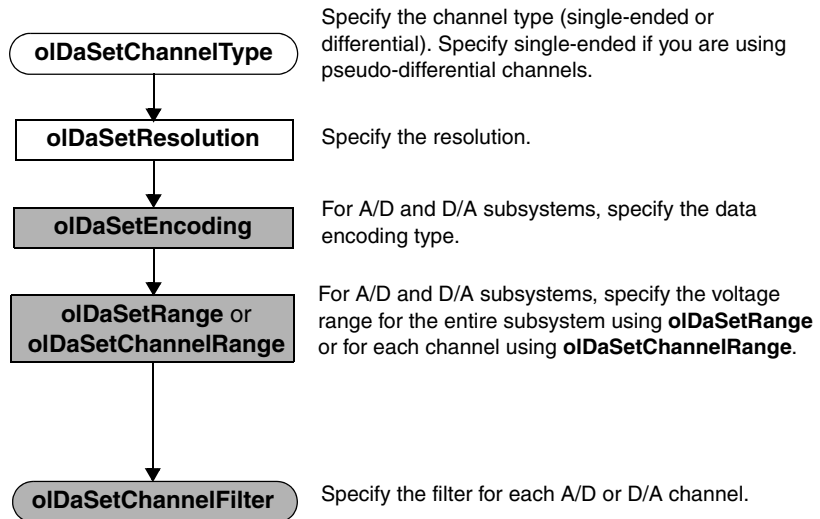 olDaSetChannelType
Specify the channel type (single-ended or
differential). Specify single-ended if you are using
pseudo-differential channels.
olDaSetResolution
Specify the resolution.
olDaSetEncoding
For A/D and D/A subsystems, specify the data
encoding type.
olDaSetRange or
olDaSetChannelRange
For A/D and D/A subsystems, specify the voltage
range for the entire subsystem using olDaSetRange
or for each channel using olDaSetChannelRange.
olDaSetChannelFilter
Specify the filter for each A/D or D/A channel.